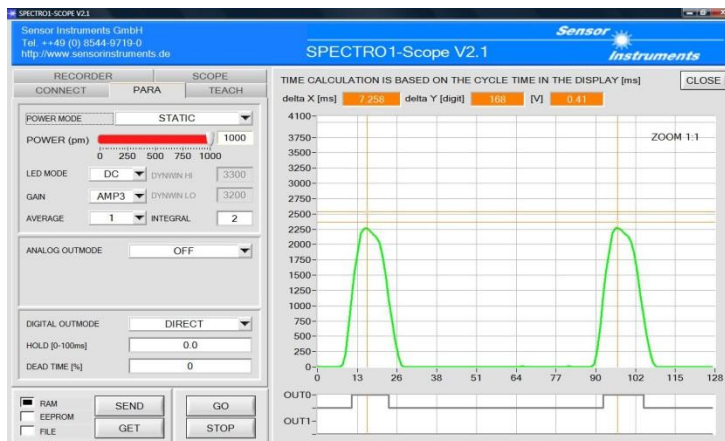 SPECTRO1-SCOPE V2.1
Sensor Instruments GmbH
Tel. ++49 (0) 8544-9719-0
http://www.sensorinstruments.de
SPECTRO1-Scope V2.1
Sensor
Instruments
RECORDER SCOPE
CONNECT PARA TEACH
POWER MODE STATIC
POWER (pm) 1000
0 250 500 750 1000
LED MODE DC DYNWIN HI 3300
GAIN AMP3 DYNWIN LO 3200
AVERAGE 1 INTEGRAL 2
ANALOG OUTMODE OFF
DIGITAL OUTMODE DIRECT
HOLD [0-100ms] 0.0
DEAD TIME [%] 0
RAM
EEPROM
FILE
SEND GO
GET STOP
TIME CALCULATION IS BASED ON THE CYCLE TIME IN THE DISPLAY [ms] CLOSE
delta X [ms] 7.258 delta Y [digit] 168 [V] 0.41
4100
3750
3500
3250
3000
2750
2500
2250
2000
1750
1500
1250
1000
750
500
250
0
ZOOM 1:1
0 13 26 38 51 64 77 90 102 115 128
OUT0
OUT1